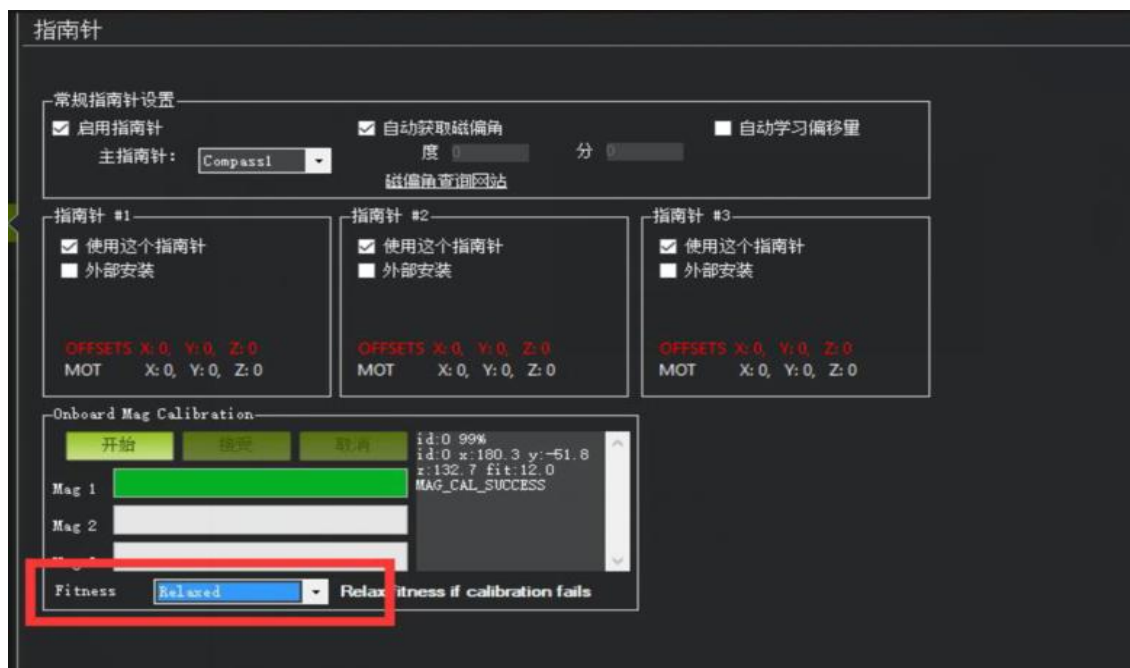 指南针
常规指南针设置
启用指南针
自动获取磁偏角
自动学习偏移量
主指南针： Compass1
度 0 分 0
磁偏角查询网站
指南针 #1
使用这个指南针
外部安装
OFFSETS X: 0, Y: 0, Z: 0
MOT X: 0, Y: 0, Z: 0
指南针 #2
使用这个指南针
外部安装
OFFSETS X: 0, Y: 0, Z: 0
MOT X: 0, Y: 0, Z: 0
指南针 #3
使用这个指南针
外部安装
OFFSETS X: 0, Y: 0, Z: 0
MOT X: 0, Y: 0, Z: 0
Onboard Mag Calibration
开始 接受 取消
id:0 99%
id:0 x:180.3 y:-51.8
z:132.7 fit:12.0
MAG_CAL_SUCCESS
Mag 1
Mag 2
Fitness Relaxed
Relax fitness if calibration fails